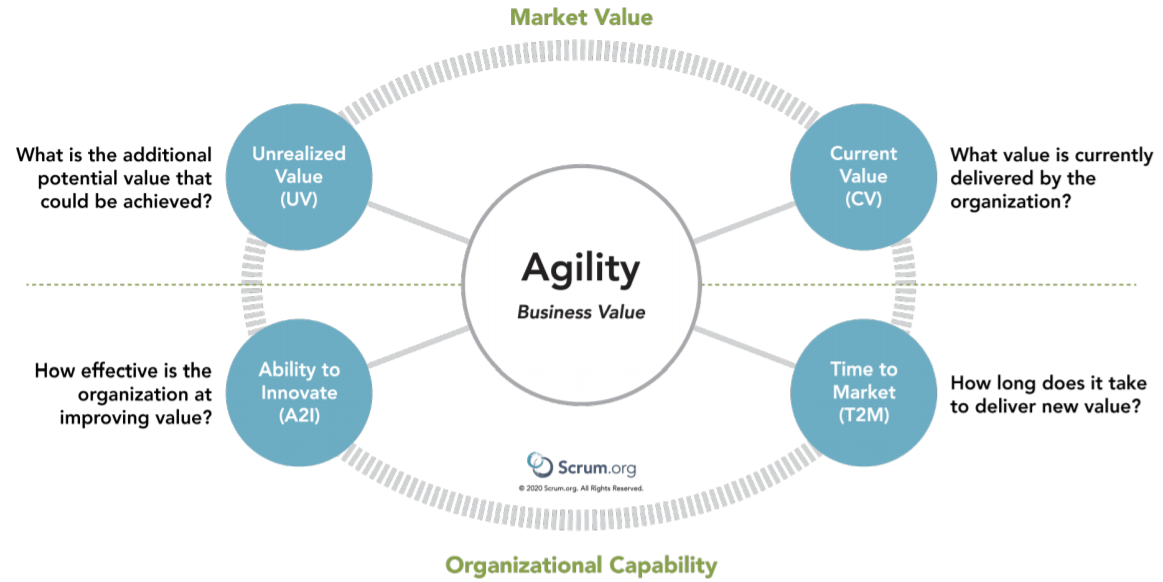 Market Value
What is the additional
potential value that
could be achieved?
Unrealized
Value
(UV)
Current
Value
(CV)
What value is currently
delivered by the
organization?
Agility
Business Value
How effective is the
organization at
improving value?
Ability to
Innovate
(A2I)
Time to
Market
(T2M)
How long does it take
to deliver new value?
Scrum.org
© 2020 Scrum.org. All Rights Reserved.
Organizational Capability